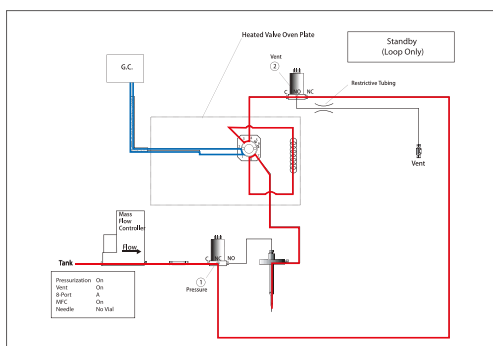 Heated Valve Oven Plate
Standby
(Loop Only)
Vent
2
G.C.
C NO NC
Restrictive Tubing
Vent
Mass
Flow
Controller
Flow
C NC NO
Tank
1
Pressure
Pressurization On
Vent On
8-Port A
MFC On
Needle No Vial